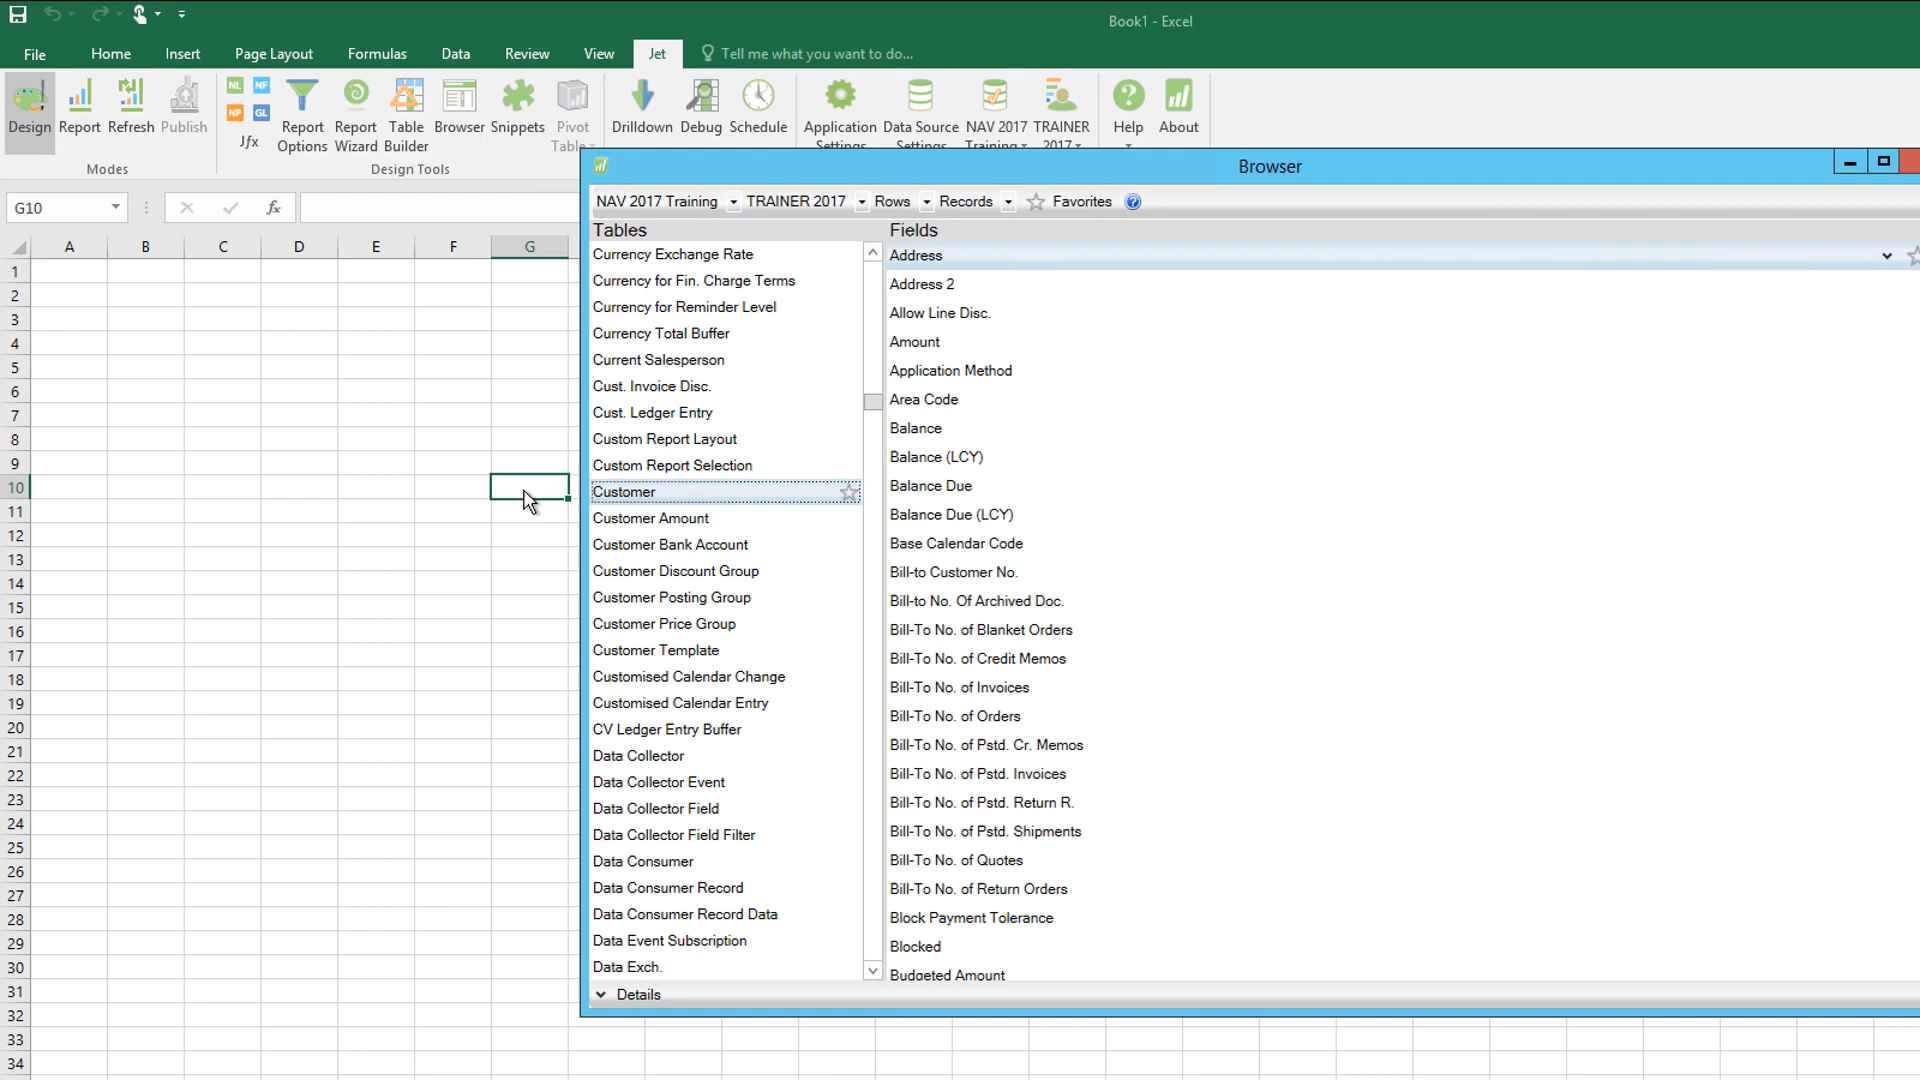 Book1 - Excel
File Home Insert Page Layout Formulas Data Review View Jet Tell me what you want to do...
NL NF
NP GL
Jfx
Design Report Refresh Publish Report Options Report Wizard Table Builder Browser Snippets Pivot Table Drilldown Debug Schedule Application Settings Data Source Settings NAV 2017 Training TRAINER 2017 Help About
Modes Design Tools
Browser
G10 fx
NAV 2017 Training TRAINER 2017 Rows Records Favorites ?
Tables
Currency Exchange Rate
Currency for Fin. Charge Terms
Currency for Reminder Level
Currency Total Buffer
Current Salesperson
Cust. Invoice Disc.
Cust. Ledger Entry
Custom Report Layout
Custom Report Selection
Customer
Customer Amount
Customer Bank Account
Customer Discount Group
Customer Posting Group
Customer Price Group
Customer Template
Customised Calendar Change
Customised Calendar Entry
CV Ledger Entry Buffer
Data Collector
Data Collector Event
Data Collector Field
Data Collector Field Filter
Data Consumer
Data Consumer Record
Data Consumer Record Data
Data Event Subscription
Data Exch.
Fields
Address
Address 2
Allow Line Disc.
Amount
Application Method
Area Code
Balance
Balance (LCY)
Balance Due
Balance Due (LCY)
Base Calendar Code
Bill-to Customer No.
Bill-to No. Of Archived Doc.
Bill-To No. of Blanket Orders
Bill-To No. of Credit Memos
Bill-To No. of Invoices
Bill-To No. of Orders
Bill-To No. of Pstd. Cr. Memos
Bill-To No. of Pstd. Invoices
Bill-To No. of Pstd. Return R.
Bill-To No. of Pstd. Shipments
Bill-To No. of Quotes
Bill-To No. of Return Orders
Block Payment Tolerance
Blocked
Budgeted Amount
Details
A B C D E F G
1
2
3
4
5
6
7
8
9
10
11
12
13
14
15
16
17
18
19
20
21
22
23
24
25
26
27
28
29
30
31
32
33
34